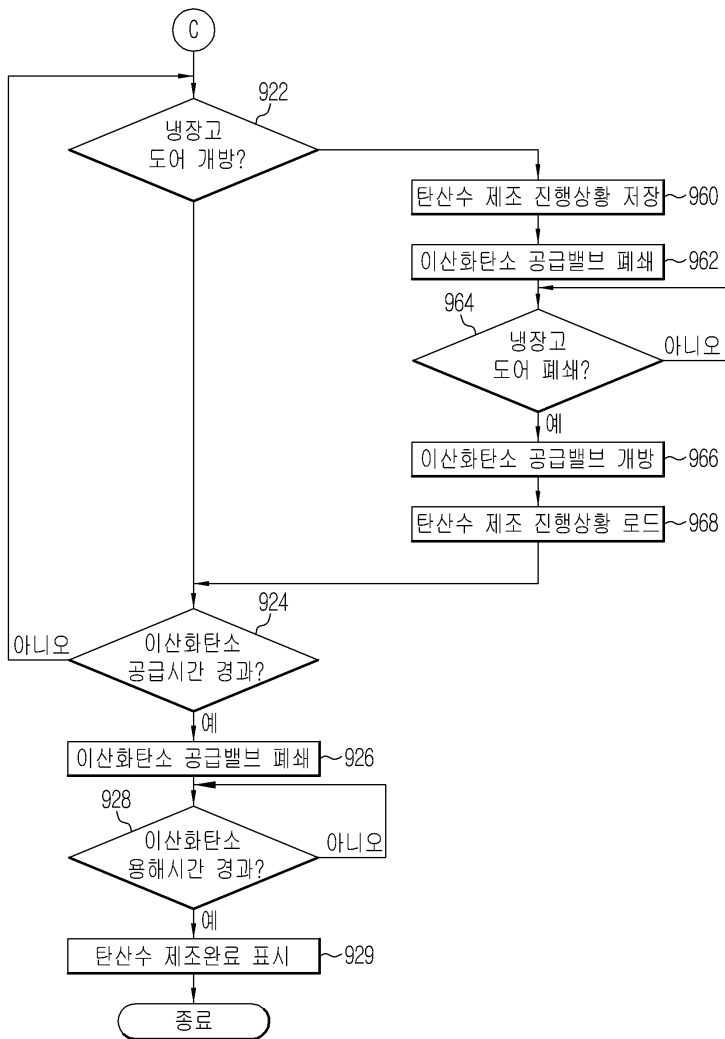 C
922
냉장고
도어 개방?
탄산수 제조 진행상황 저장
960
이산화탄소 공급밸브 폐쇄
962
964
냉장고
도어 폐쇄?
아니오
예
이산화탄소 공급밸브 개방
966
탄산수 제조 진행상황 로드
968
924
아니오
이산화탄소
공급시간 경과?
예
이산화탄소 공급밸브 폐쇄
926
928
이산화탄소
용해시간 경과?
아니오
예
탄산수 제조완료 표시
929
종료